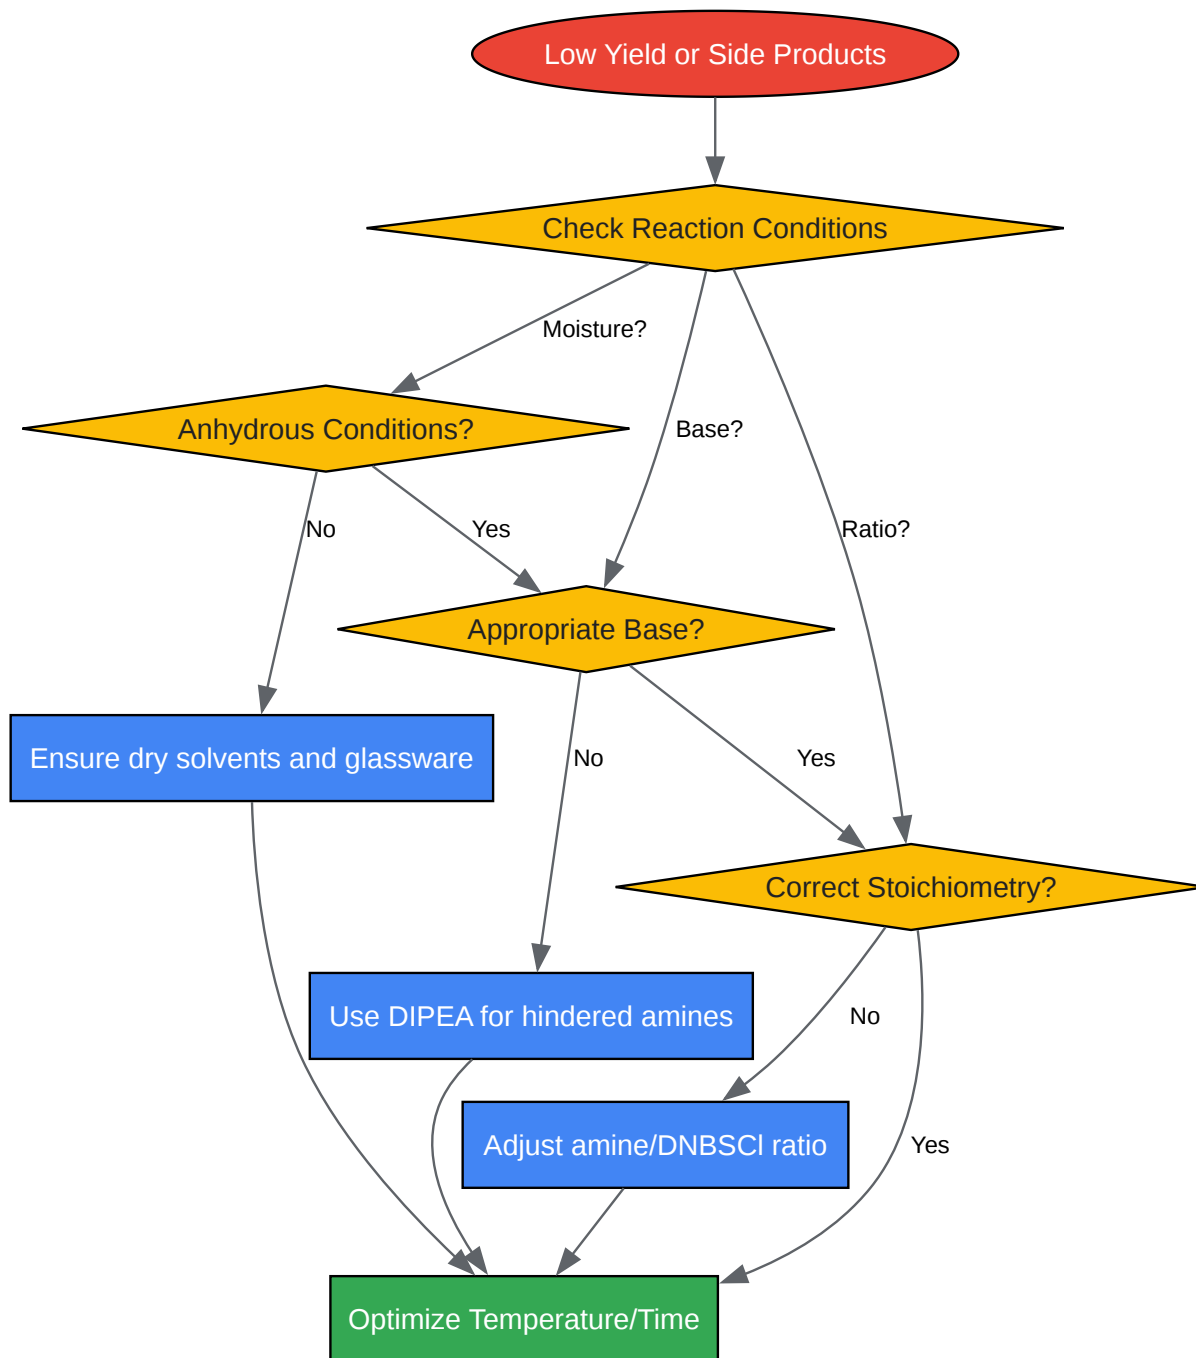 Low Yield or Side Products
Check Reaction Conditions
Moisture?
Anhydrous Conditions?
Base?
No
Yes
Ratio?
Appropriate Base?
Ensure dry solvents and glassware
No
Yes
Correct Stoichiometry?
Use DIPEA for hindered amines
No
Adjust amine/DNBSCl ratio
Yes
Optimize Temperature/Time